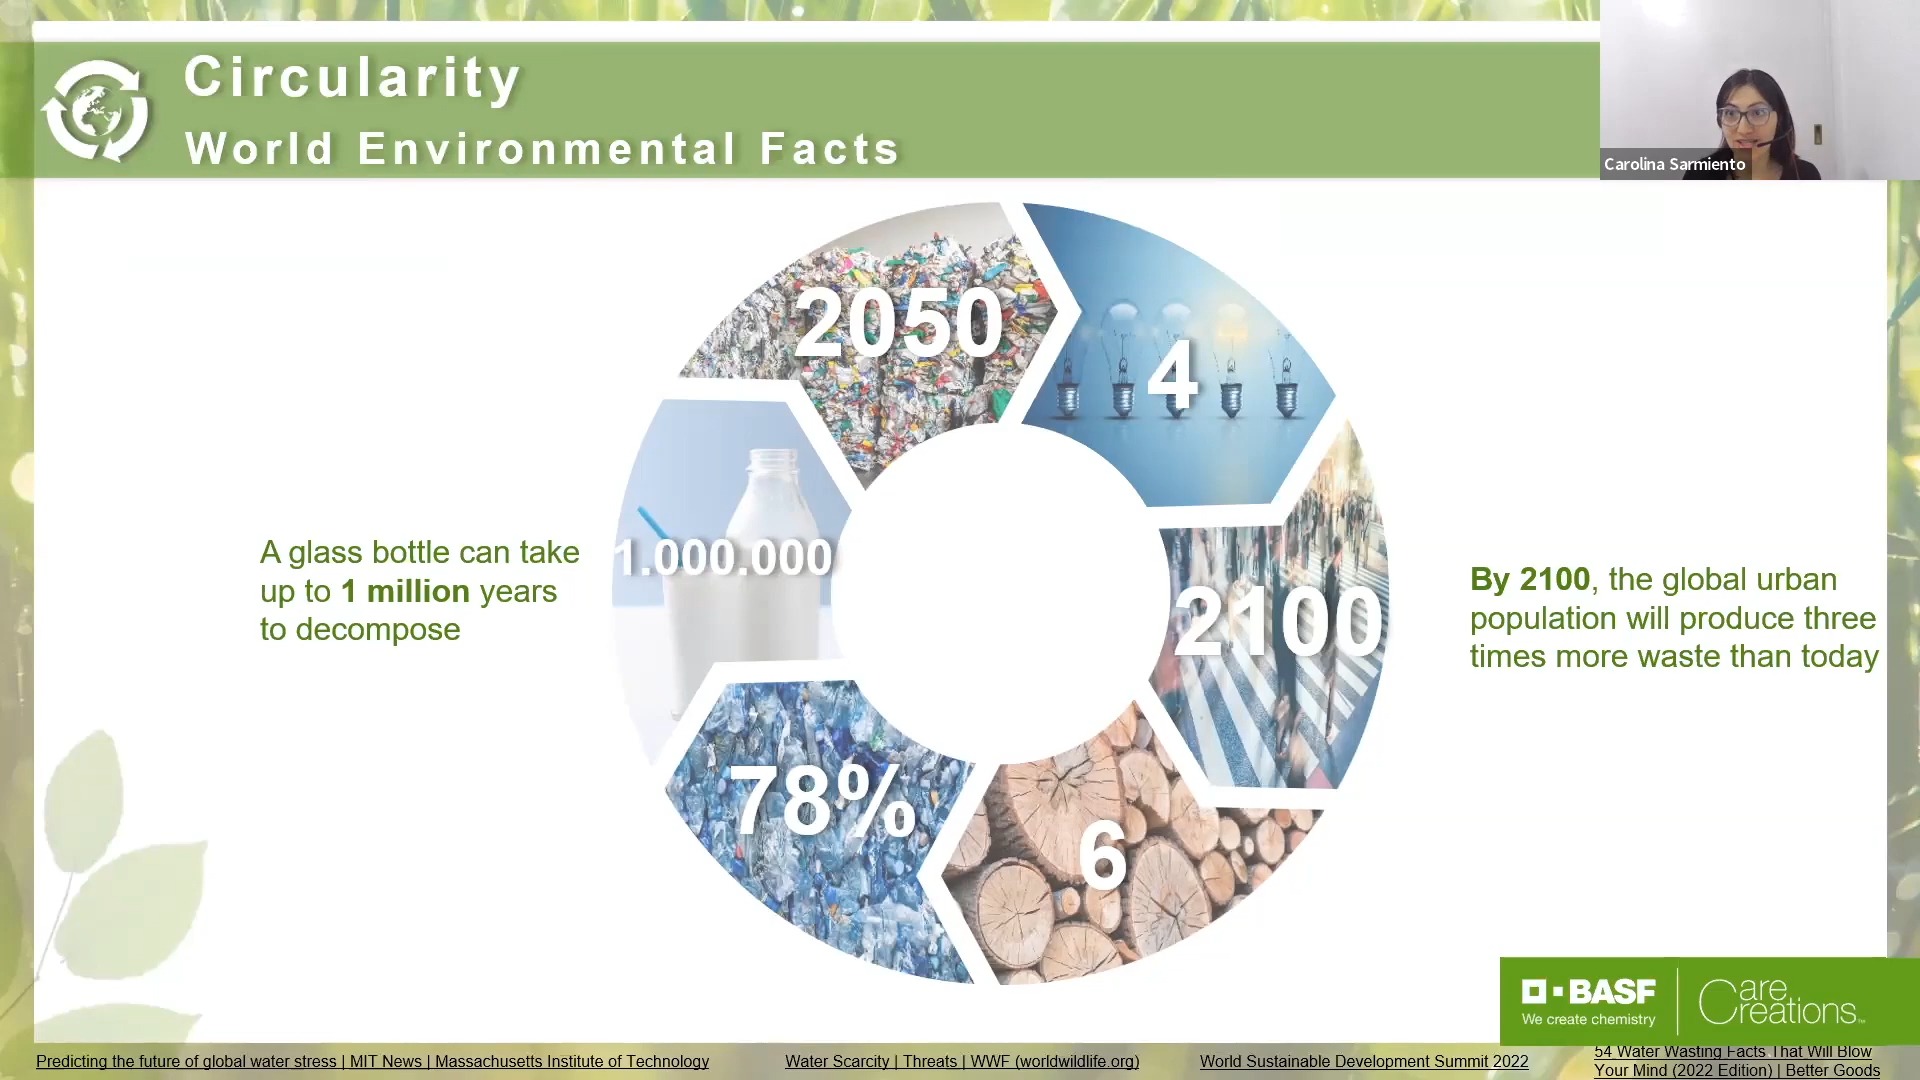 Circularity
World Environmental Facts
Carolina Sarmiento
2050
4
A glass bottle can take
up to 1 million years
to decompose
1.000.000
2100
By 2100, the global urban
population will produce three
times more waste than today
78%
6
BASF
We create chemistry
Care
Creations™
Predicting the future of global water stress | MIT News | Massachusetts Institute of Technology
Water Scarcity | Threats | WWF (worldwildlife.org)
World Sustainable Development Summit 2022
54 Water Wasting Facts That Will Blow
Your Mind (2022 Edition) | Better Goods